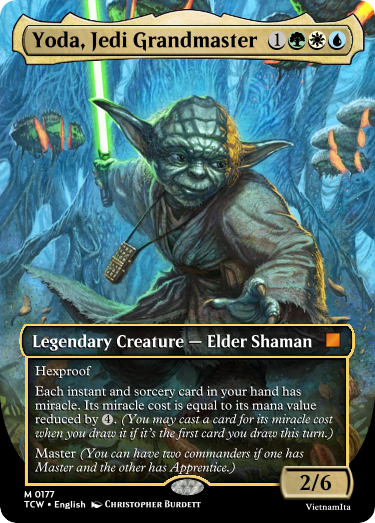 Yoda, Jedi Grandmaster 1
Legendary Creature — Elder Shaman
Hexproof
Each instant and sorcery card in your hand has
miracle. Its miracle cost is equal to its mana value
reduced by 4. (You may cast a card for its miracle cost
when you draw it if it's the first card you draw this turn.)
Master (You can have two commanders if one has
Master and the other has Apprentice.)
2/6
M 0177
TCW • English Christopher Burdett
VietnamIta